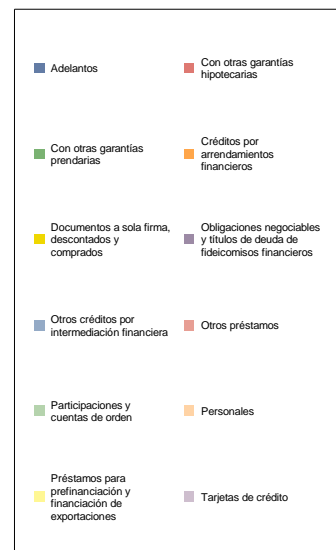 Adelantos
Con otras garantías
hipotecarias
Con otras garantías
prendarias
Créditos por
arrendamientos
financieros
Documentos a sola firma,
descontados y
comprados
Obligaciones negociables
y títulos de deuda de
fideicomisos financieros
Otros créditos por
intermediación financiera
Otros préstamos
Participaciones y
cuentas de orden
Personales
Préstamos para
prefinanciación y
financiación de
exportaciones
Tarjetas de crédito